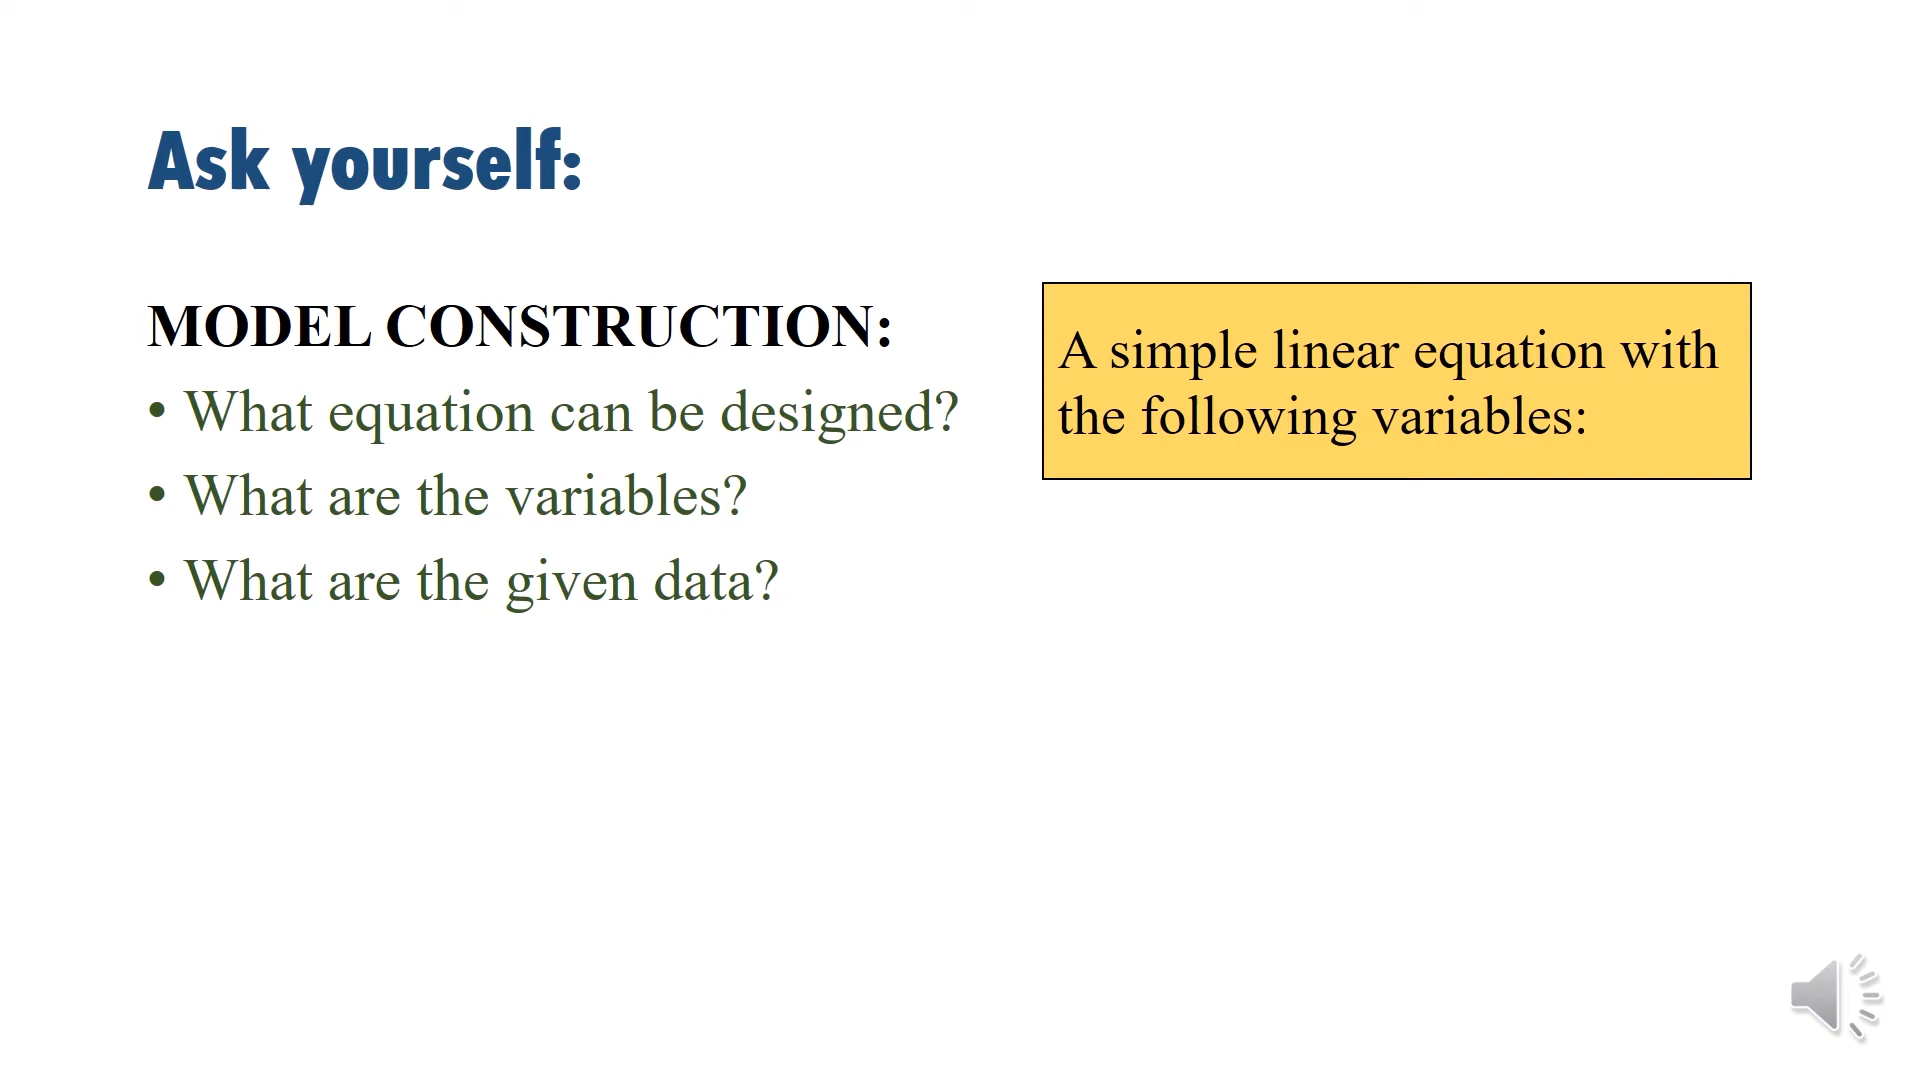 Ask yourself:
MODEL CONSTRUCTION:
• What equation can be designed?
• What are the variables?
• What are the given data?
A simple linear equation with
the following variables: